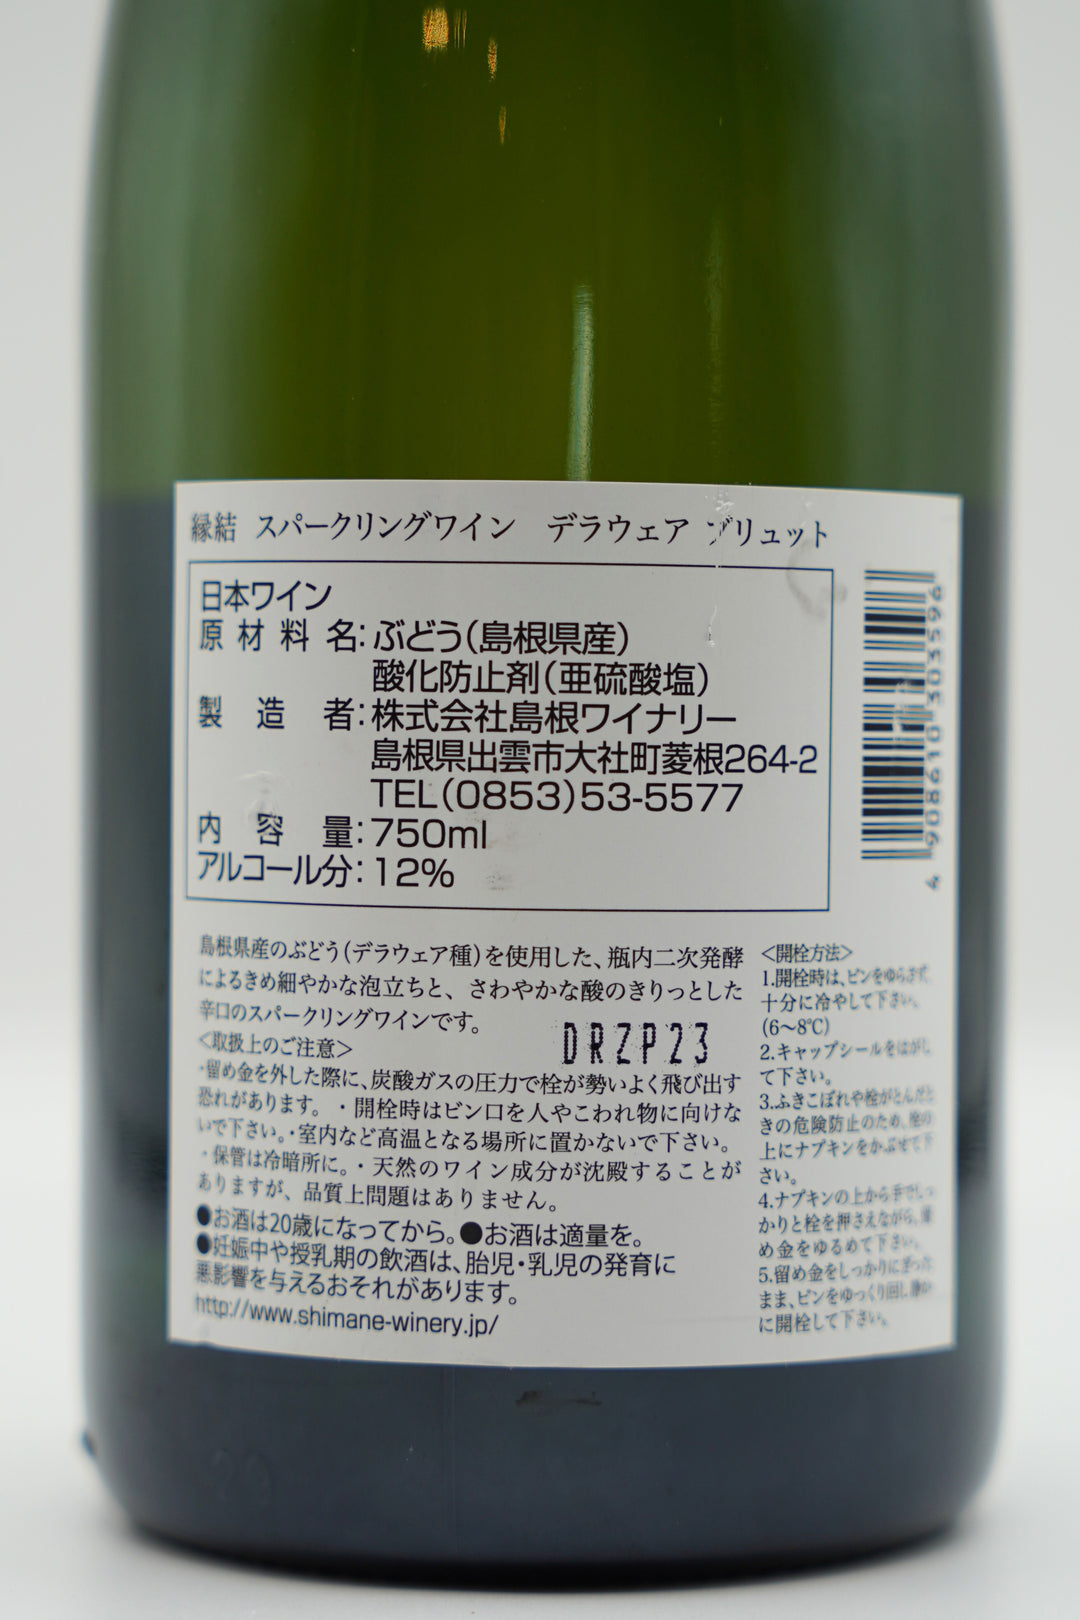 縁結 スパークリングワイン デラウェア ブリュット
日本ワイン
原材料名:ぶどう(島根県産)
酸化防止剤(亜硫酸塩)
製造者:株式会社島根ワイナリー
島根県出雲市大社町菱根264-2
TEL(0853)53-5577
内容量:750ml
アルコール分:12%
島根県産のぶどう(デラウェア種)を使用した、瓶内二次発酵
によるきめ細やかな泡立ちと、さわやかな酸のきりっとした
辛口のスパークリングワインです。
DRZP23
<取扱上のご注意>
・留め金を外した際に、炭酸ガスの圧力で栓が勢いよく飛び出す
恐れがあります。・開栓時はビン口を人やこわれ物に向けな
いで下さい。・室内など高温となる場所に置かないで下さい。
・保管は冷暗所に。・天然のワイン成分が沈殿することが
ありますが、品質上問題はありません。
●お酒は20歳になってから。●お酒は適量を。
●妊娠中や授乳期の飲酒は、胎児・乳児の発育に
悪影響を与えるおそれがあります。
http://www.shimane-winery.jp/
<開栓方法>
1.開栓時は、ビンをゆらさず、
十分に冷やして下さい。
(6〜8℃)
2.キャップシールをはがし
て下さい。
3.ふきこぼれや栓がとんだと
きの危険防止のため、栓の
上にナプキンをかぶせて下
さい。
4.ナプキンの上から手でしっ
かりと栓を押さえながら、留
め金をゆるめて下さい。
5.留め金をしっかりにぎった
まま、ビンをゆっくり回し静か
に開栓して下さい。
4 908610 303596
29